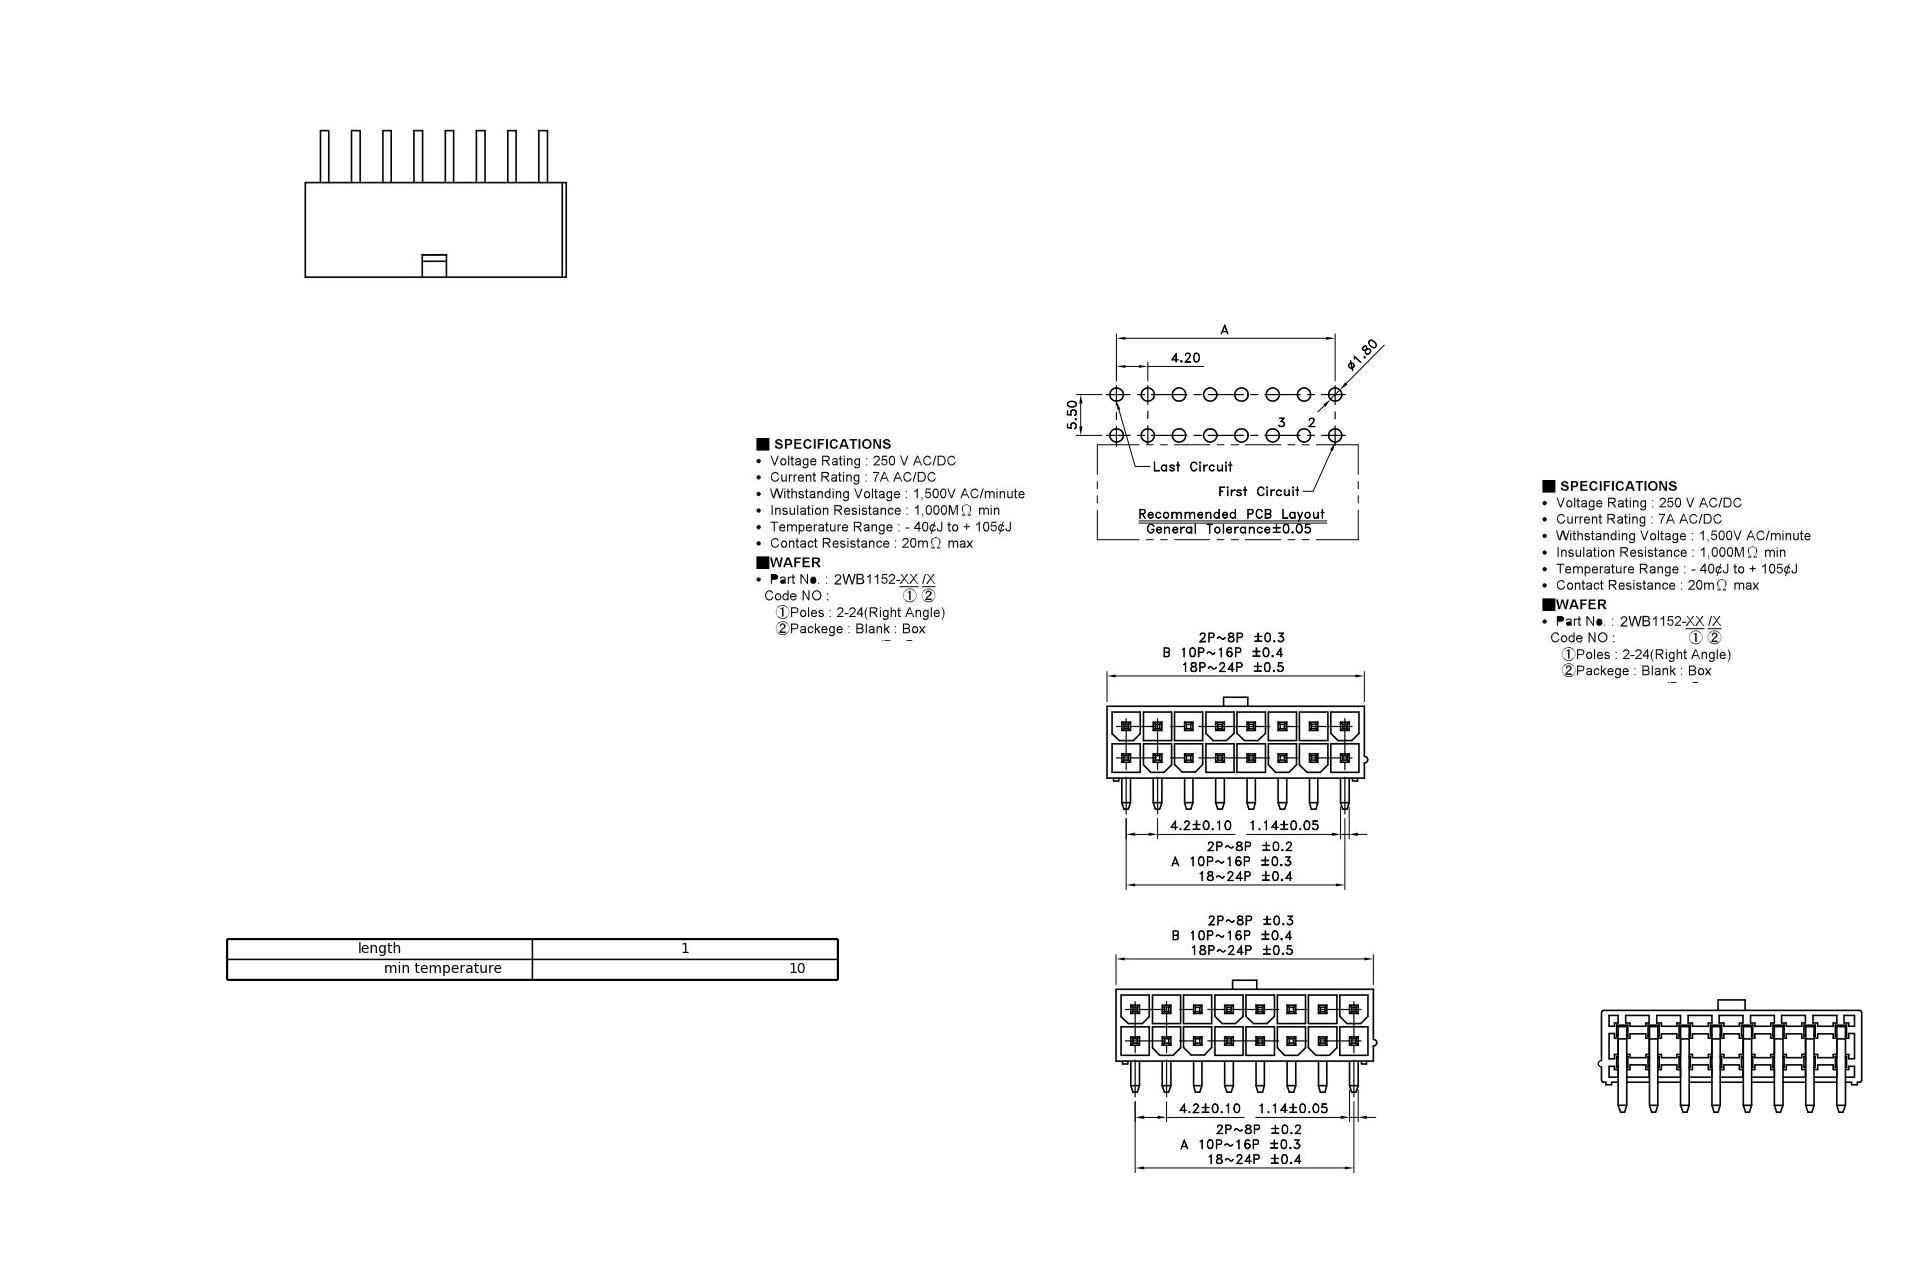 A
4.20
ø1.80
5.50
3 2
Last Circuit
First Circuit
Recommended PCB Layout
General Tolerance±0.05
■ SPECIFICATIONS
• Voltage Rating : 250 V AC/DC
• Current Rating : 7A AC/DC
• Withstanding Voltage : 1,500V AC/minute
• Insulation Resistance : 1,000MΩ min
• Temperature Range : - 40¢J to + 105¢J
• Contact Resistance : 20mΩ max
■WAFER
• Part No. : 2WB1152-XX /X
Code NO : ① ②
①Poles : 2-24(Right Angle)
②Packege : Blank : Box
■ SPECIFICATIONS
• Voltage Rating : 250 V AC/DC
• Current Rating : 7A AC/DC
• Withstanding Voltage : 1,500V AC/minute
• Insulation Resistance : 1,000MΩ min
• Temperature Range : - 40¢J to + 105¢J
• Contact Resistance : 20mΩ max
■WAFER
• Part No. : 2WB1152-XX /X
Code NO : ① ②
①Poles : 2-24(Right Angle)
②Packege : Blank : Box
2P~8P ±0.3
B 10P~16P ±0.4
18P~24P ±0.5
4.2±0.10 1.14±0.05
2P~8P ±0.2
A 10P~16P ±0.3
18~24P ±0.4
2P~8P ±0.3
B 10P~16P ±0.4
18P~24P ±0.5
4.2±0.10 1.14±0.05
2P~8P ±0.2
A 10P~16P ±0.3
18~24P ±0.4
length 1
min temperature 10